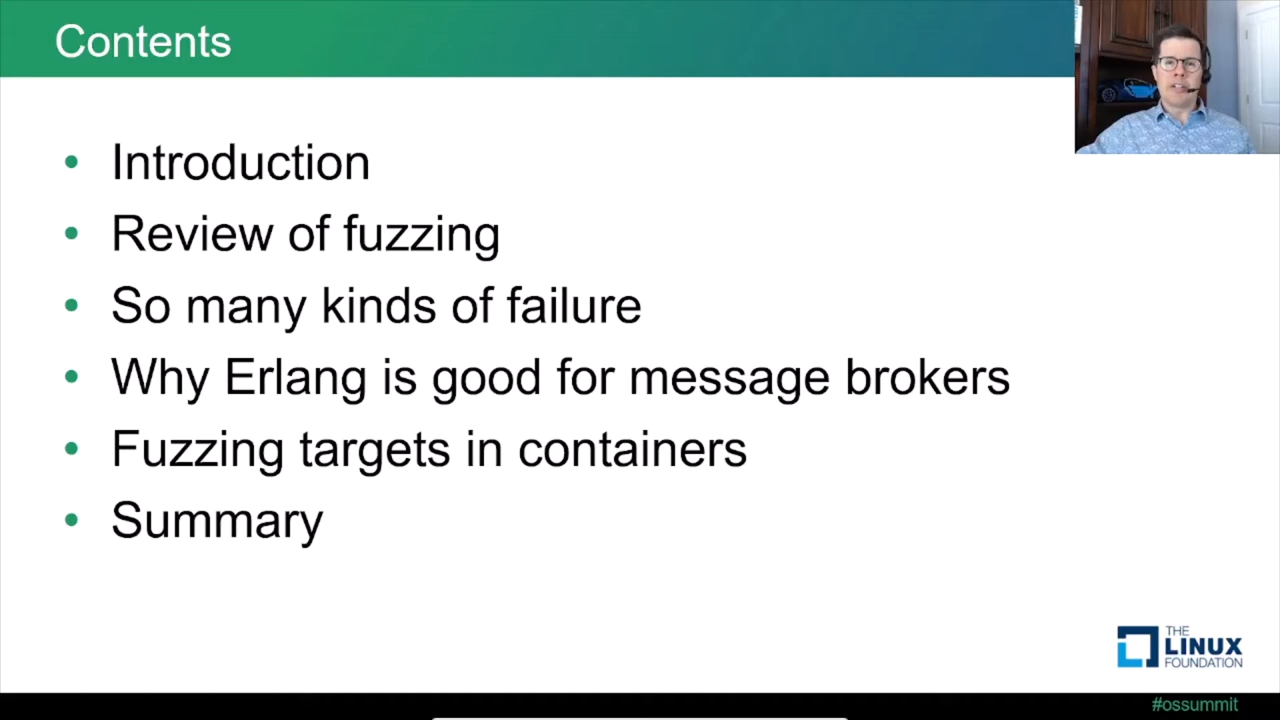 Contents
Introduction
Review of fuzzing
So many kinds of failure
Why Erlang is good for message brokers
Fuzzing targets in containers
Summary
THE
LINUX
FOUNDATION
#ossummit